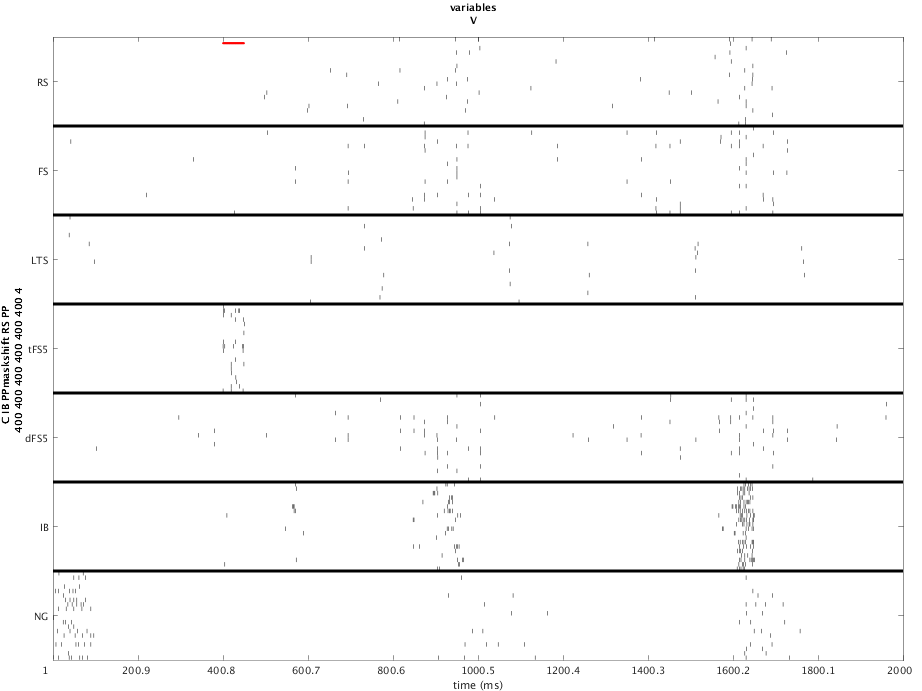 variables
V
RS
FS
LTS
tFS5
dFS5
IB
NG
C IB PPmaskshift RS PP
400 400 400 400 400 400 4
1 200.9 400.8 600.7 800.6 1000.5 1200.4 1400.3 1600.2 1800.1 2000
time (ms)